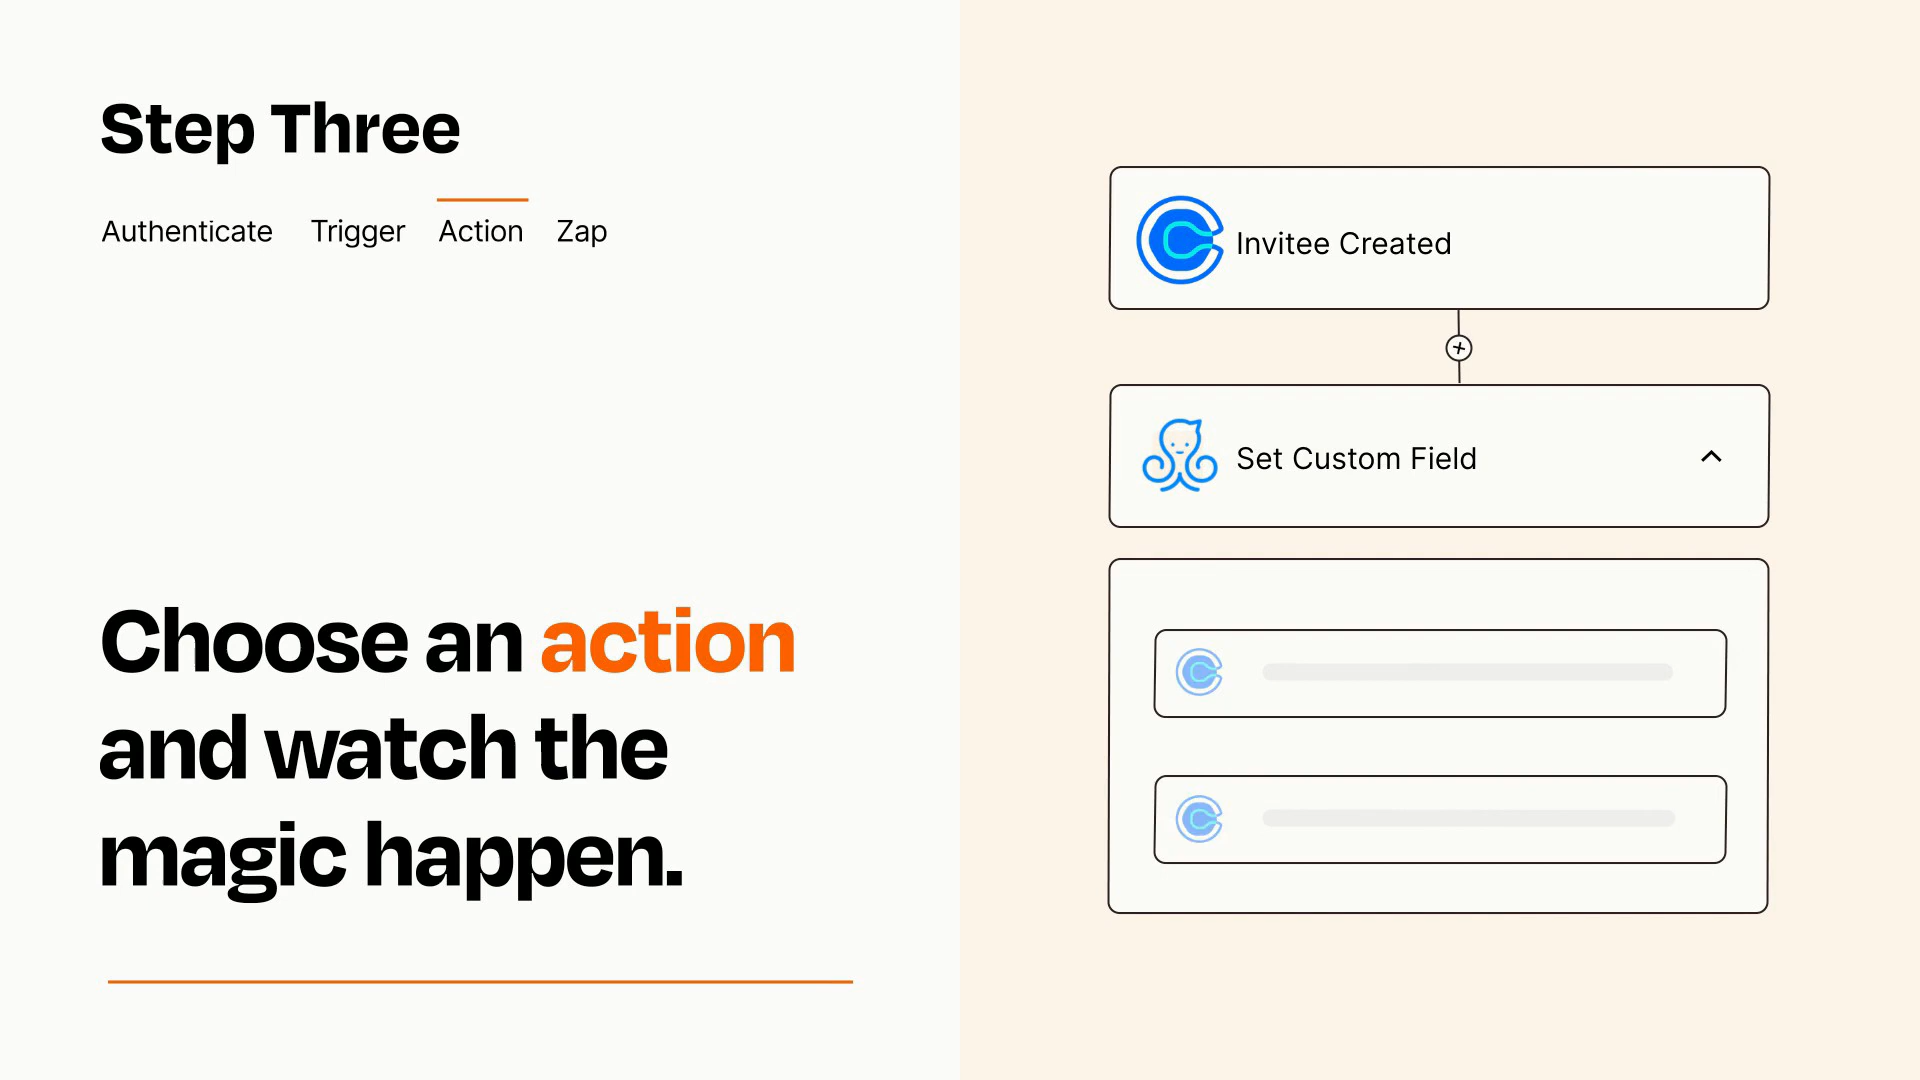 Step Three
Authenticate Trigger Action Zap
Choose an action
and watch the
magic happen.
Invitee Created
Set Custom Field